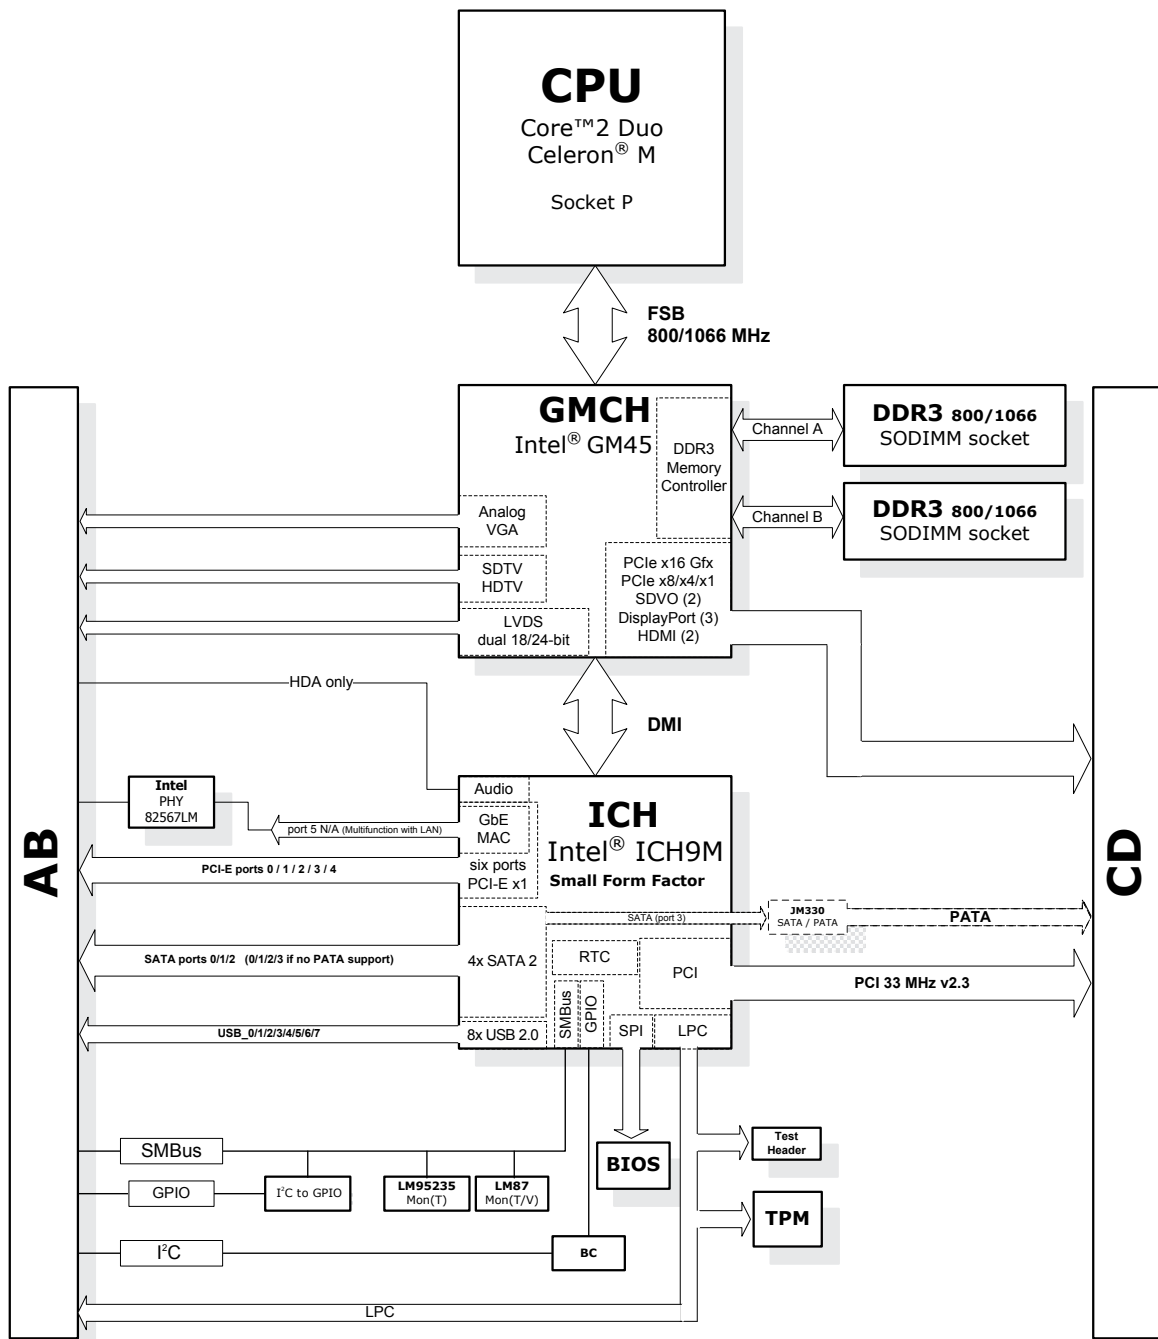 CPU
Core™2 Duo
Celeron® M
Socket P
FSB
800/1066 MHz
GMCH
Intel® GM45
DDR3
Memory
Controller
Channel A
DDR3 800/1066
SODIMM socket
Channel B
DDR3 800/1066
SODIMM socket
Analog
VGA
SDTV
HDTV
LVDS
dual 18/24-bit
PCIe x16 Gfx
PCIe x8/x4/x1
SDVO (2)
DisplayPort (3)
HDMI (2)
HDA only
DMI
AB
CD
Intel
PHY
82567LM
port 5 N/A (Multifunction with LAN)
Audio
GbE
MAC
six ports
PCI-E x1
ICH
Intel® ICH9M
Small Form Factor
PCI-E ports 0 / 1 / 2 / 3 / 4
SATA (port 3)
JM330
SATA / PATA
PATA
SATA ports 0/1/2 (0/1/2/3 if no PATA support)
4x SATA 2
RTC
PCI
PCI 33 MHz v2.3
USB_0/1/2/3/4/5/6/7
8x USB 2.0
SMBus
GPIO
SPI
LPC
SMBus
GPIO
I²C to GPIO
LM95235
Mon(T)
LM87
Mon(T/V)
BIOS
Test
Header
TPM
I²C
BC
LPC